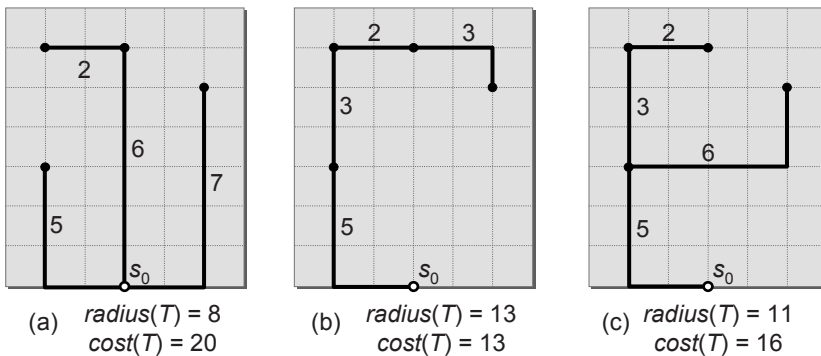 2
6
7
5
s0
(a) radius(T) = 8
cost(T) = 20
2
3
3
5
s0
(b) radius(T) = 13
cost(T) = 13
2
3
6
5
s0
(c) radius(T) = 11
cost(T) = 16